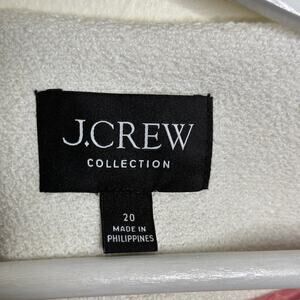 J.CREW
COLLECTION
20
MADE IN
PHILIPPINES